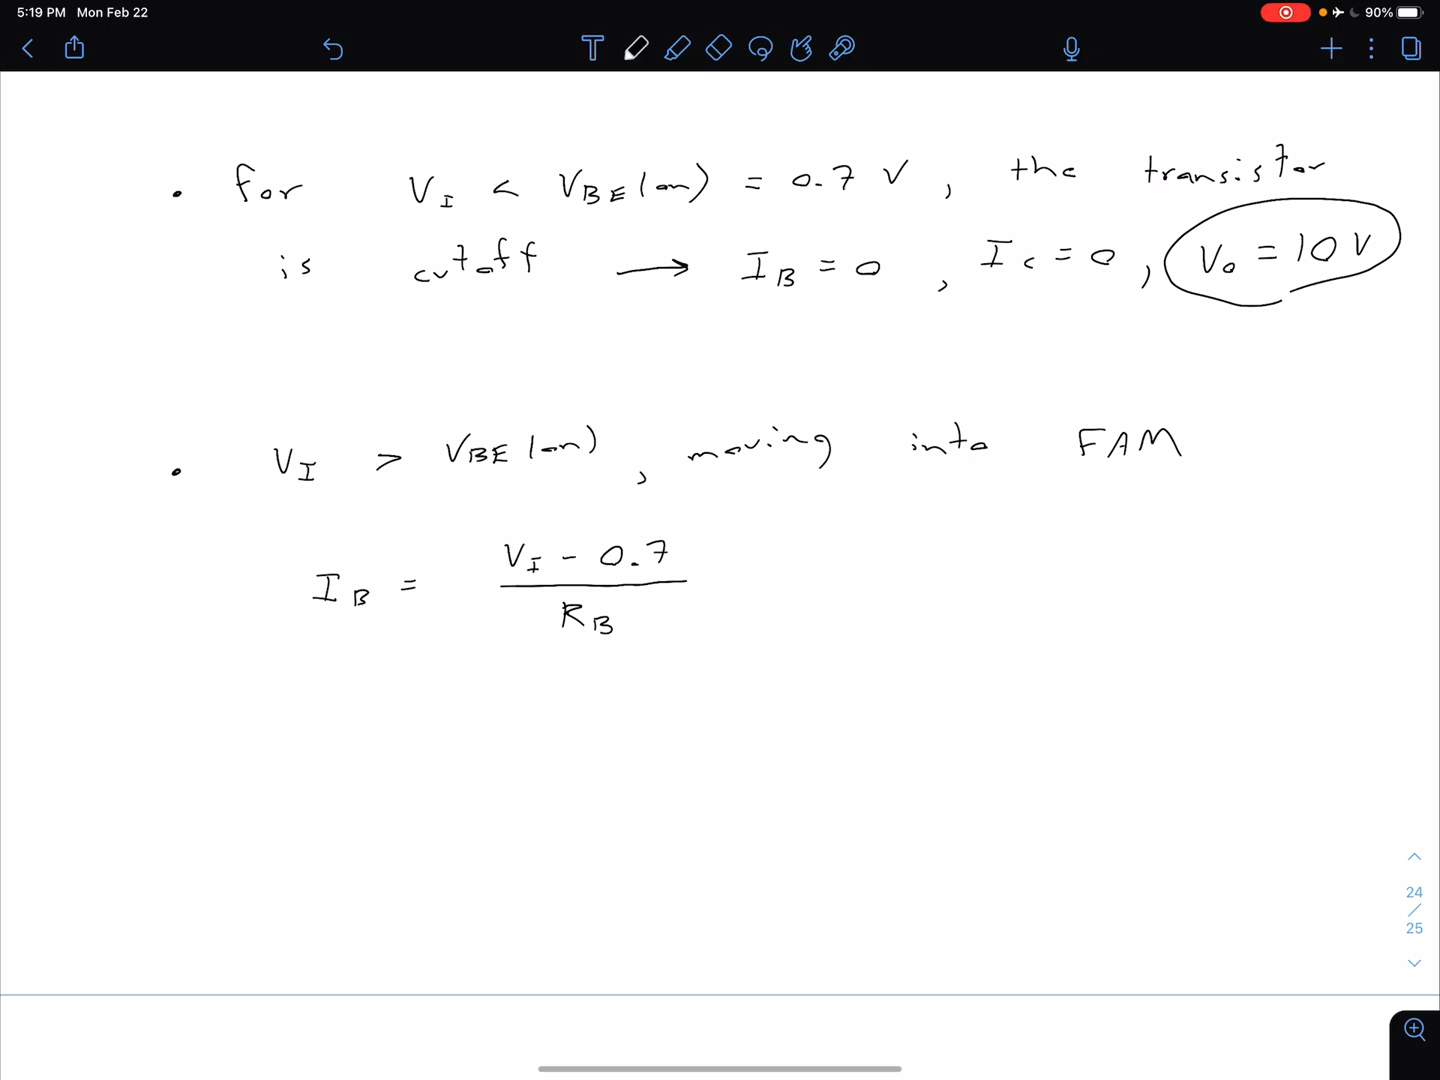 5:19 PM Mon Feb 22 90%
T
• for V_I < V_BE(on) = 0.7 V, the transistor
is cutoff → I_B = 0, I_C = 0, V_o = 10 V
• V_I > V_BE(on), moving into FAM
I_B = (V_I - 0.7) / R_B
24
/
25